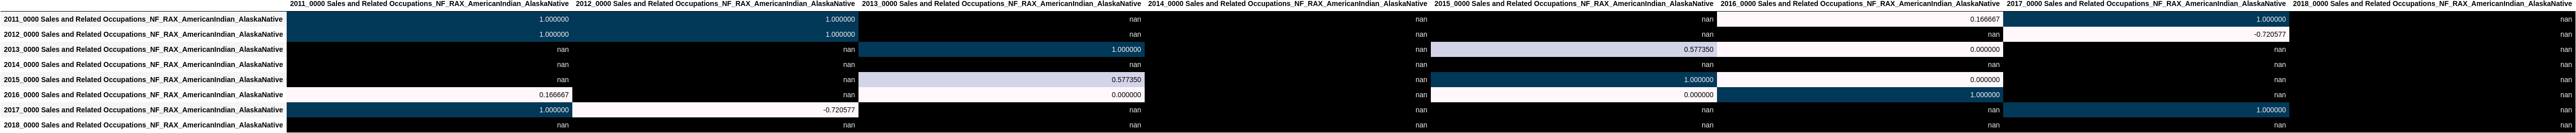 2011_0000 Sales and Related Occupations_NF_RAX_AmericanIndian_AlaskaNative 2012_0000 Sales and Related Occupations_NF_RAX_AmericanIndian_AlaskaNative 2013_0000 Sales and Related Occupations_NF_RAX_AmericanIndian_AlaskaNative 2014_0000 Sales and Related Occupations_NF_RAX_AmericanIndian_AlaskaNative 2015_0000 Sales and Related Occupations_NF_RAX_AmericanIndian_AlaskaNative 2016_0000 Sales and Related Occupations_NF_RAX_AmericanIndian_AlaskaNative 2017_0000 Sales and Related Occupations_NF_RAX_AmericanIndian_AlaskaNative 2018_0000 Sales and Related Occupations_NF_RAX_AmericanIndian_AlaskaNative
2011_0000 Sales and Related Occupations_NF_RAX_AmericanIndian_AlaskaNative 1.000000 1.000000 nan nan nan 0.166667 1.000000 nan
2012_0000 Sales and Related Occupations_NF_RAX_AmericanIndian_AlaskaNative 1.000000 1.000000 nan nan nan nan -0.720577 nan
2013_0000 Sales and Related Occupations_NF_RAX_AmericanIndian_AlaskaNative nan nan 1.000000 nan 0.577350 0.000000 nan nan
2014_0000 Sales and Related Occupations_NF_RAX_AmericanIndian_AlaskaNative nan nan nan nan nan nan nan nan
2015_0000 Sales and Related Occupations_NF_RAX_AmericanIndian_AlaskaNative nan nan 0.577350 nan 1.000000 0.000000 nan nan
2016_0000 Sales and Related Occupations_NF_RAX_AmericanIndian_AlaskaNative 0.166667 nan 0.000000 nan 0.000000 1.000000 nan nan
2017_0000 Sales and Related Occupations_NF_RAX_AmericanIndian_AlaskaNative 1.000000 -0.720577 nan nan nan nan 1.000000 nan
2018_0000 Sales and Related Occupations_NF_RAX_AmericanIndian_AlaskaNative nan nan nan nan nan nan nan nan